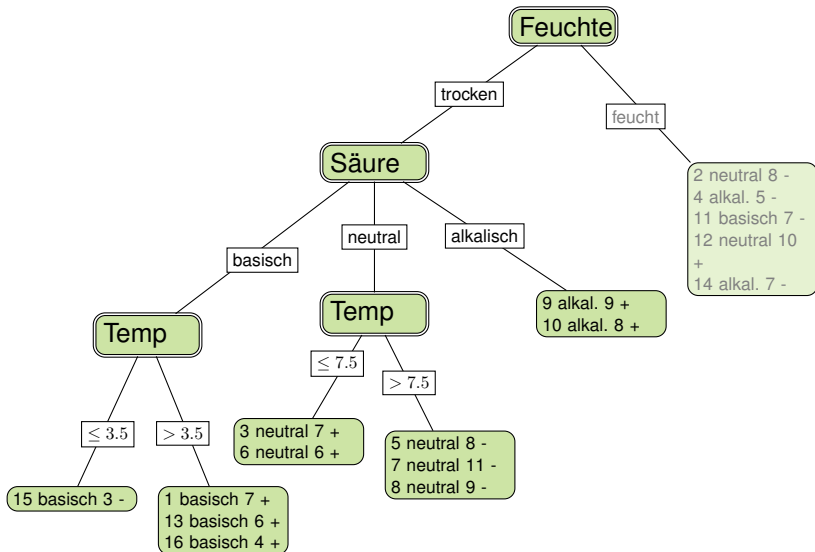 Feuchte
trocken
feucht
Säure
2 neutral 8 -
4 alkal. 5 -
11 basisch 7 -
12 neutral 10
+
14 alkal. 7 -
basisch
neutral
alkalisch
Temp
Temp
9 alkal. 9 +
10 alkal. 8 +
≤ 7.5
> 7.5
≤ 3.5
> 3.5
3 neutral 7 +
6 neutral 6 +
5 neutral 8 -
7 neutral 11 -
8 neutral 9 -
15 basisch 3 -
1 basisch 7 +
13 basisch 6 +
16 basisch 4 +